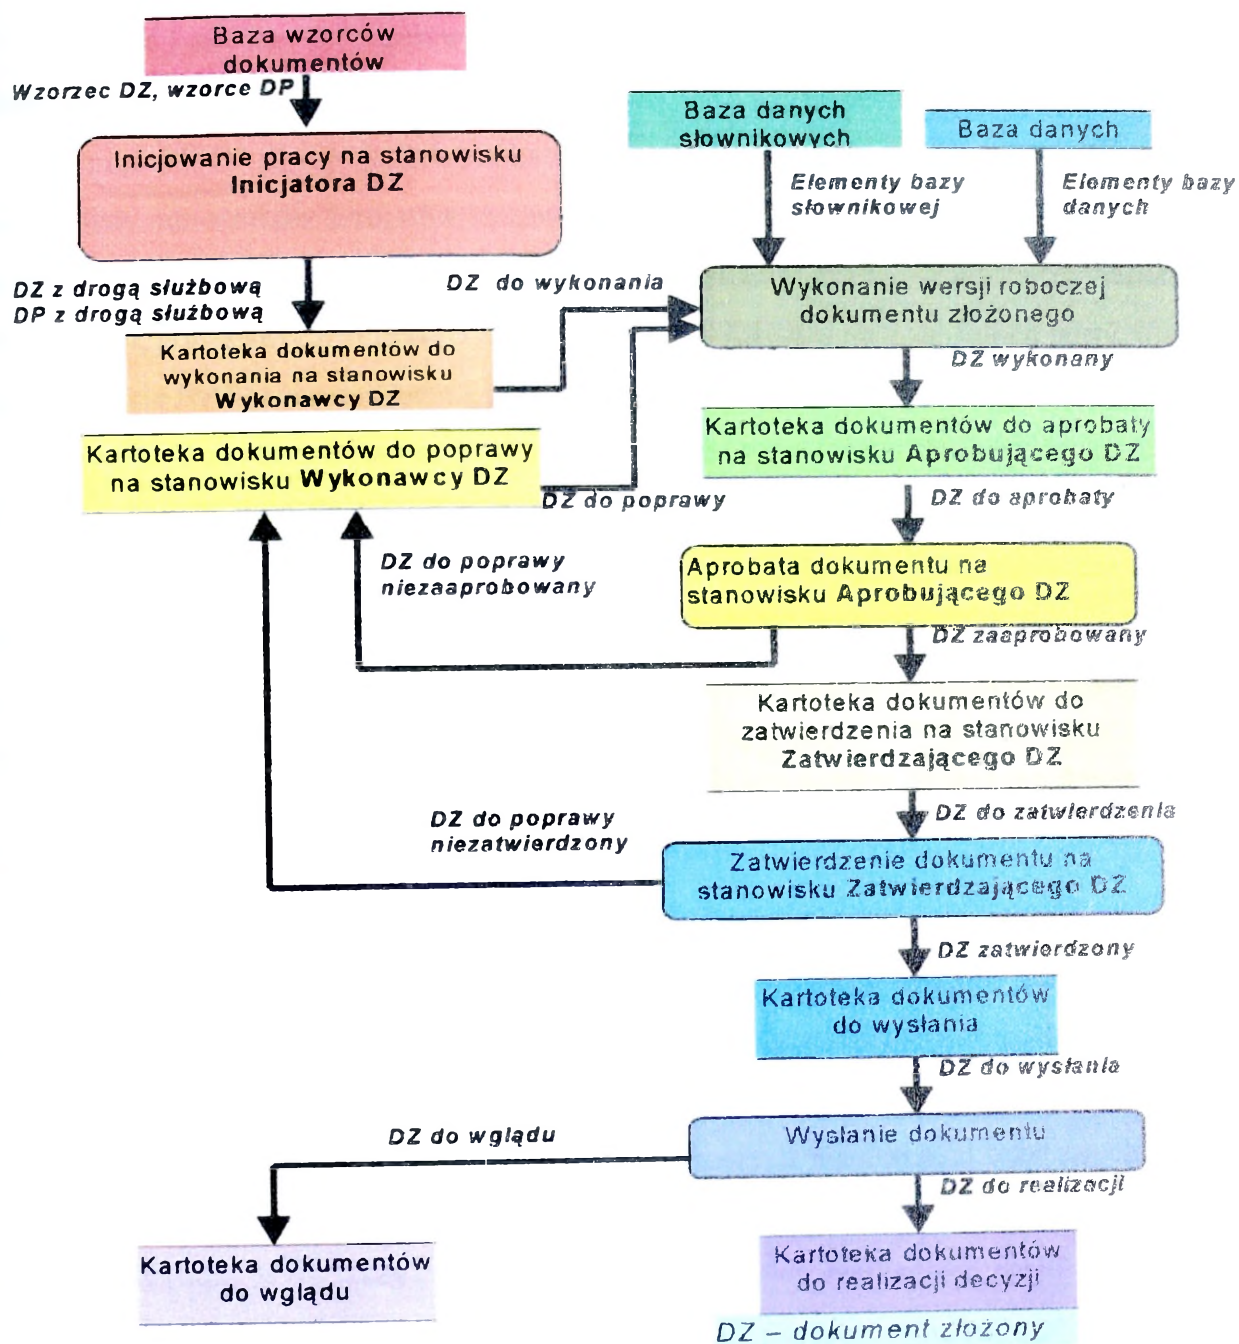 Baza wzorców
dokumentów
Wzorzec DZ, wzorce DP
Inicjowanie pracy na stanowisku
Inicjatora DZ
Baza danych
słownikowych
Baza danych
Elementy bazy
słownikowej
Elementy bazy
danych
DZ z drogą służbową
DP z drogą służbową
DZ do wykonania
Wykonanie wersji roboczej
dokumentu złożonego
Kartoteka dokumentów do
wykonania na stanowisku
Wykonawcy DZ
DZ wykonany
Kartoteka dokumentów do poprawy
na stanowisku Wykonawcy DZ
Kartoteka dokumentów do aprobaty
na stanowisku Aprobującego DZ
DZ do poprawy
DZ do aprobaty
DZ do poprawy
niezaaprobowany
Aprobata dokumentu na
stanowisku Aprobującego DZ
DZ zaaprobowany
Kartoteka dokumentów do
zatwierdzenia na stanowisku
Zatwierdzającego DZ
DZ do zatwierdzenia
DZ do poprawy
niezatwierdzony
Zatwierdzenie dokumentu na
stanowisku Zatwierdzającego DZ
DZ zatwierdzony
Kartoteka dokumentów
do wysłania
DZ do wysłania
DZ do wglądu
Wysłanie dokumentu
DZ do realizacji
Kartoteka dokumentów
do wglądu
Kartoteka dokumentów
do realizacji decyzji
DZ – dokument złożony